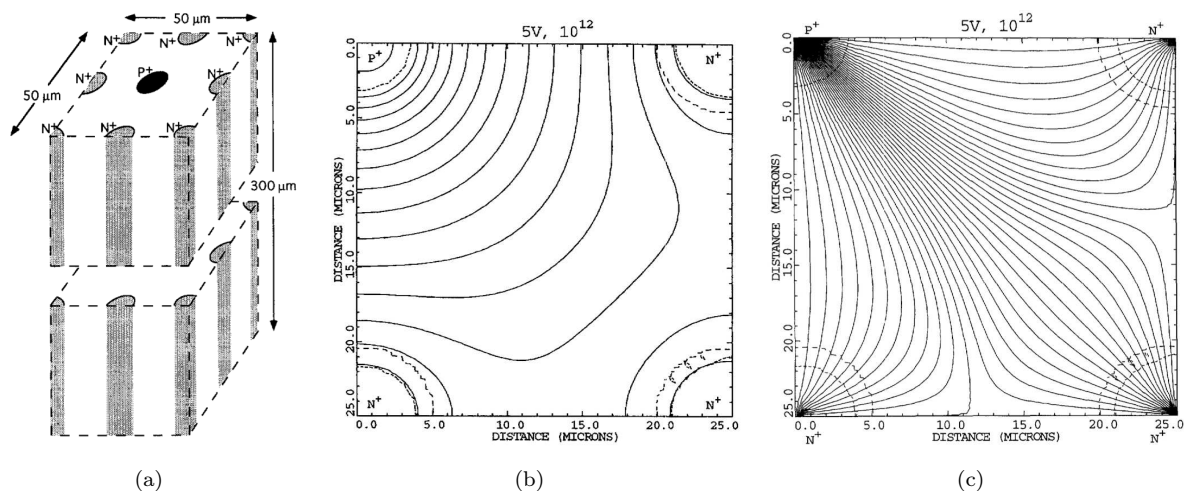 50 μm
N⁺ N⁺ N⁺
N⁺ P⁺ N⁺
50 μm
N⁺ N⁺ N⁺
300 μm
(a)
5V, 10¹²
P⁺ N⁺
0.0
5.0
10.0
15.0
20.0
25.0
DISTANCE (MICRONS)
N⁺ N⁺
0.0 5.0 10.0 15.0 20.0 25.0
DISTANCE (MICRONS)
(b)
5V, 10¹²
P⁺ N⁺
0.0
5.0
10.0
15.0
20.0
25.0
DISTANCE (MICRONS)
0.0 5.0 10.0 15.0 20.0 25.0
N⁺ DISTANCE (MICRONS) N⁺
(c)